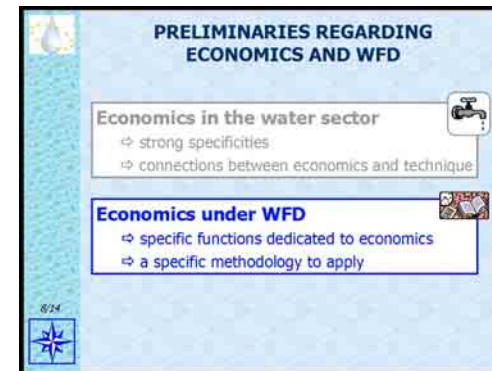 PRELIMINARIES REGARDING
ECONOMICS AND WFD
Economics in the water sector
⇨ strong specificities
⇨ connections between economics and technique
Economics under WFD
⇨ specific functions dedicated to economics
⇨ a specific methodology to apply
6/14